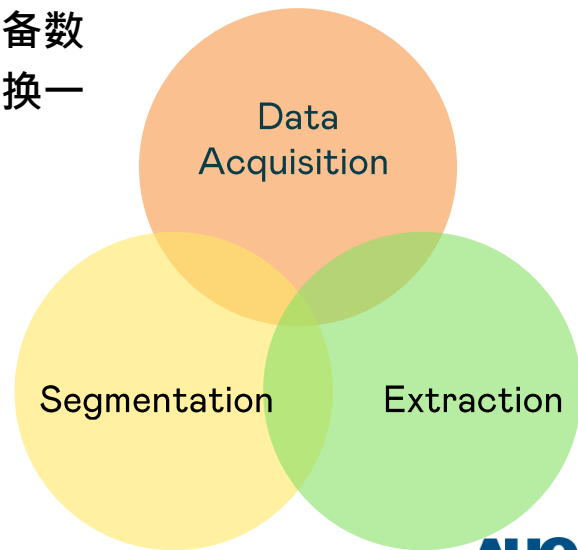 备数
换一
Data
Acquisition
Segmentation
Extraction